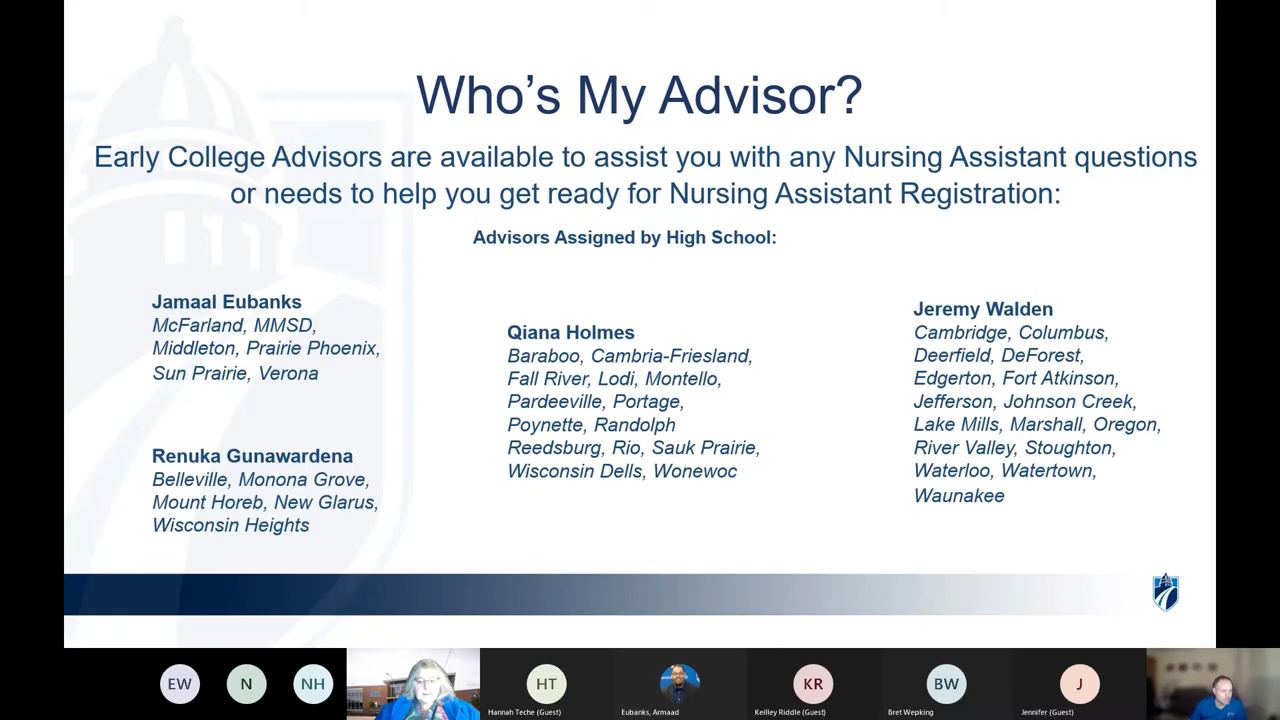 Who's My Advisor?
Early College Advisors are available to assist you with any Nursing Assistant questions
or needs to help you get ready for Nursing Assistant Registration:
Advisors Assigned by High School:
Jamaal Eubanks
McFarland, MMSD,
Middleton, Prairie Phoenix,
Sun Prairie, Verona
Renuka Gunawardena
Belleville, Monona Grove,
Mount Horeb, New Glarus,
Wisconsin Heights
Qiana Holmes
Baraboo, Cambria-Friesland,
Fall River, Lodi, Montello,
Pardeeville, Portage,
Poynette, Randolph
Reedsburg, Rio, Sauk Prairie,
Wisconsin Dells, Wonewoc
Jeremy Walden
Cambridge, Columbus,
Deerfield, DeForest,
Edgerton, Fort Atkinson,
Jefferson, Johnson Creek,
Lake Mills, Marshall, Oregon,
River Valley, Stoughton,
Waterloo, Watertown,
Waunakee
EW
N
NH
HT
Hannah Teche (Guest)
Eubanks, Armaad
KR
Keilley Riddle (Guest)
BW
Bret Wepking
J
Jennifer (Guest)